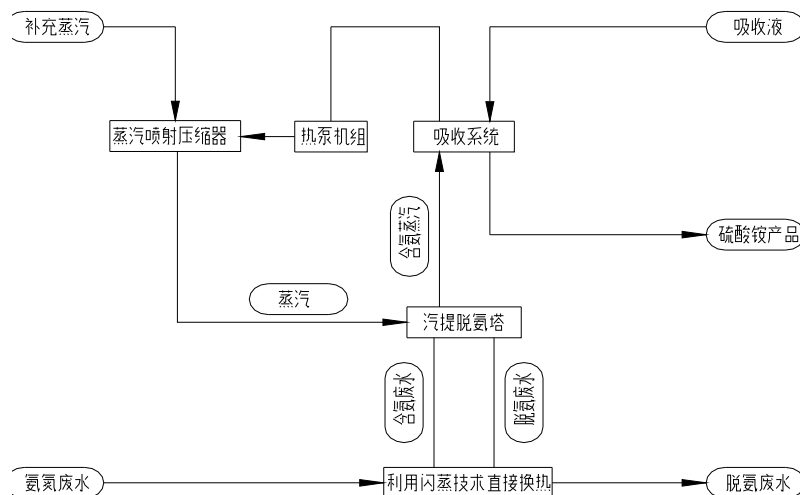 补充蒸汽
吸收液
蒸汽喷射压缩器
热泵机组
吸收系统
含氨蒸汽
硫酸铵产品
蒸汽
汽提脱氨塔
含氨废水
脱氨废水
氨氮废水
利用闪蒸技术直接换热
脱氨废水